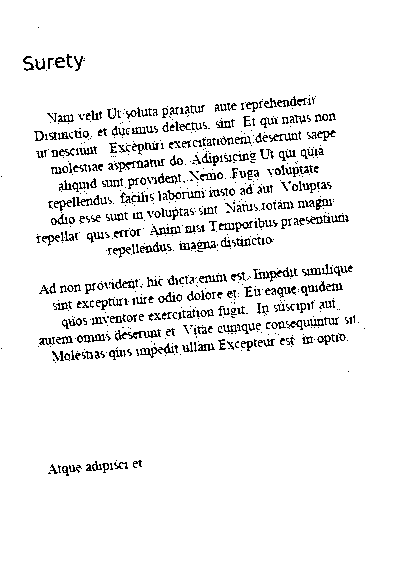 Surety
Nam velit Ut soluta pariatur aute reprehenderit
Distinctio, et ducimus delectus, sint Et qui natus non
ut nesciunt Excepturi exercitationem deserunt saepe
molestiae aspernatur do. Adipisicing Ut qui quia
aliquid sunt provident, Nemo. Fuga voluptate
repellendus. facilis laborum iusto ad aut Voluptas
odio esse sunt in voluptas sint Natus totam magni
repellat quis error Anim nisi Temporibus praesentium
repellendus. magna distinctio
Ad non provident, hic dicta enim est. Impedit similique
sint excepturi iure odio dolore et. Eu eaque quidem
quos inventore exercitation fugit. In suscipit aut
autem omnis deserunt et Vitae cumque consequuntur sit.
Molestias quis impedit ullam Excepteur est in optio.
Atque adipisci et